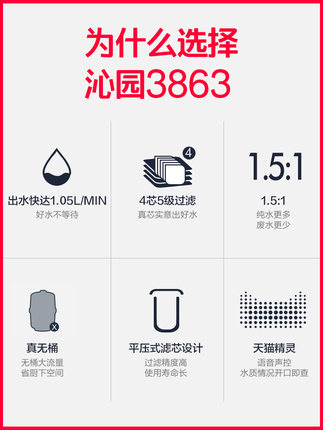 为什么选择
沁园3863
4
1.5:1
出水快达1.05L/MIN
好水不等待
4芯5级过滤
真芯实意出好水
1.5:1
纯水更多
废水更少
X
真无桶
无桶大流量
省厨下空间
平压式滤芯设计
过滤精度高
使用寿命长
天猫精灵
语音声控
水质情况开口即查